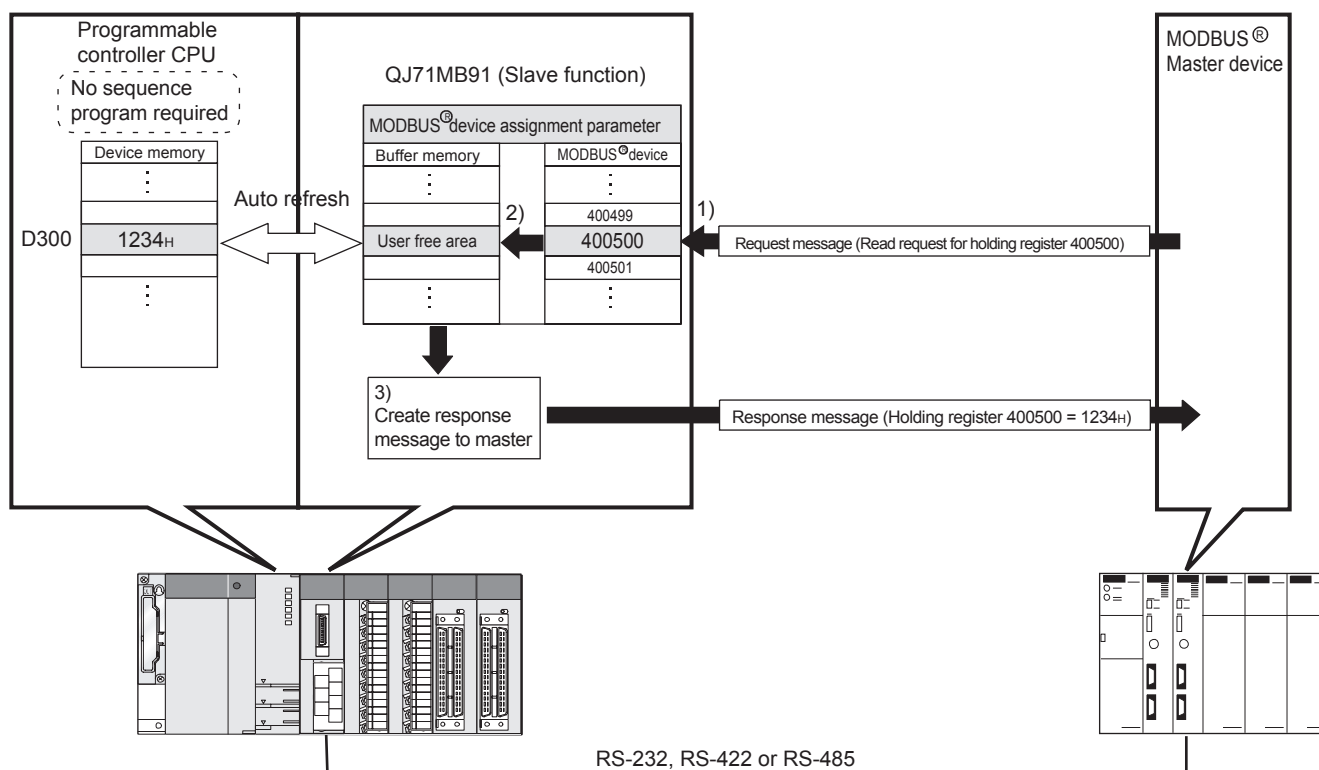 Programmable
controller CPU
No sequence
program required
Device memory
D300
1234H
Auto refresh
QJ71MB91 (Slave function)
MODBUS® device assignment parameter
Buffer memory
MODBUS® device
400499
User free area
2)
400500
400501
1)
Request message (Read request for holding register 400500)
3)
Create response
message to master
Response message (Holding register 400500 = 1234H)
MODBUS®
Master device
RS-232, RS-422 or RS-485